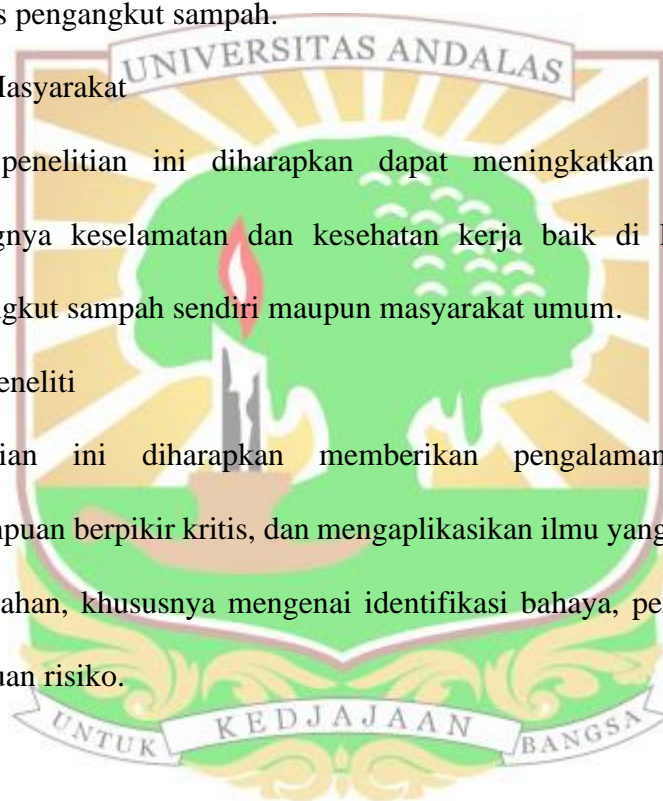 s pengangkut sampah.
UNIVERSITAS ANDALAS
Masyarakat
penelitian ini diharapkan dapat meningkatkan
gnya keselamatan dan kesehatan kerja baik di
gkut sampah sendiri maupun masyarakat umum.
eneliti
ian ini diharapkan memberikan pengalaman
puan berpikir kritis, dan mengaplikasikan ilmu yang
ahan, khususnya mengenai identifikasi bahaya, pe
uan risiko.
UNTUK KEDJAJAAN BANGSA